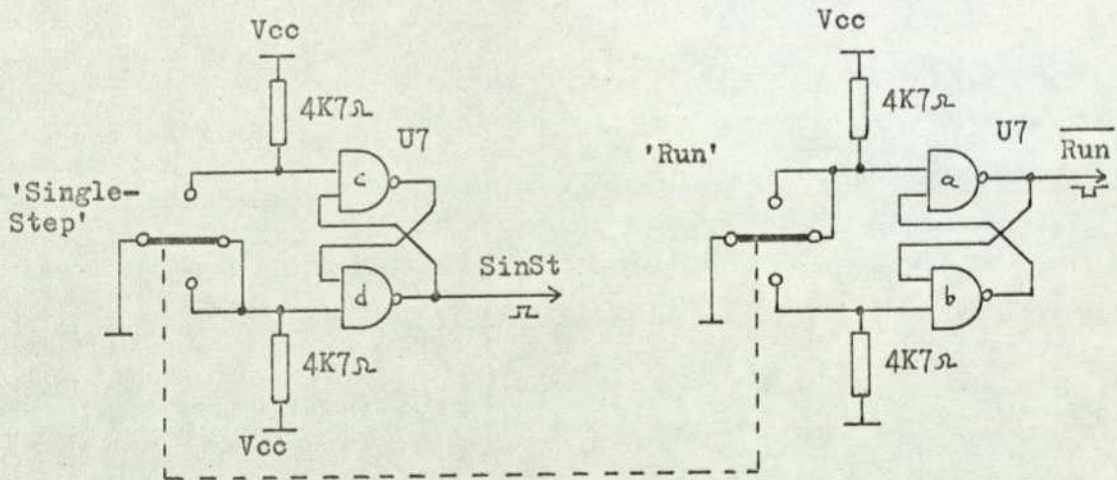 Vcc
Vcc
4K7Ω
4K7Ω
U7
U7
'Run'
Run
'Single-
Step'
c
a
SinSt
d
b
4K7Ω
4K7Ω
Vcc